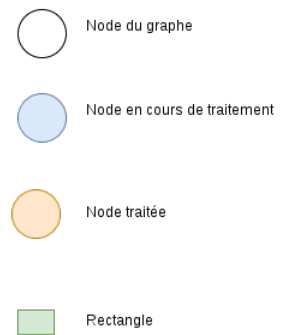 Node du graphe
Node en cours de traitement
Node traitée
Rectangle